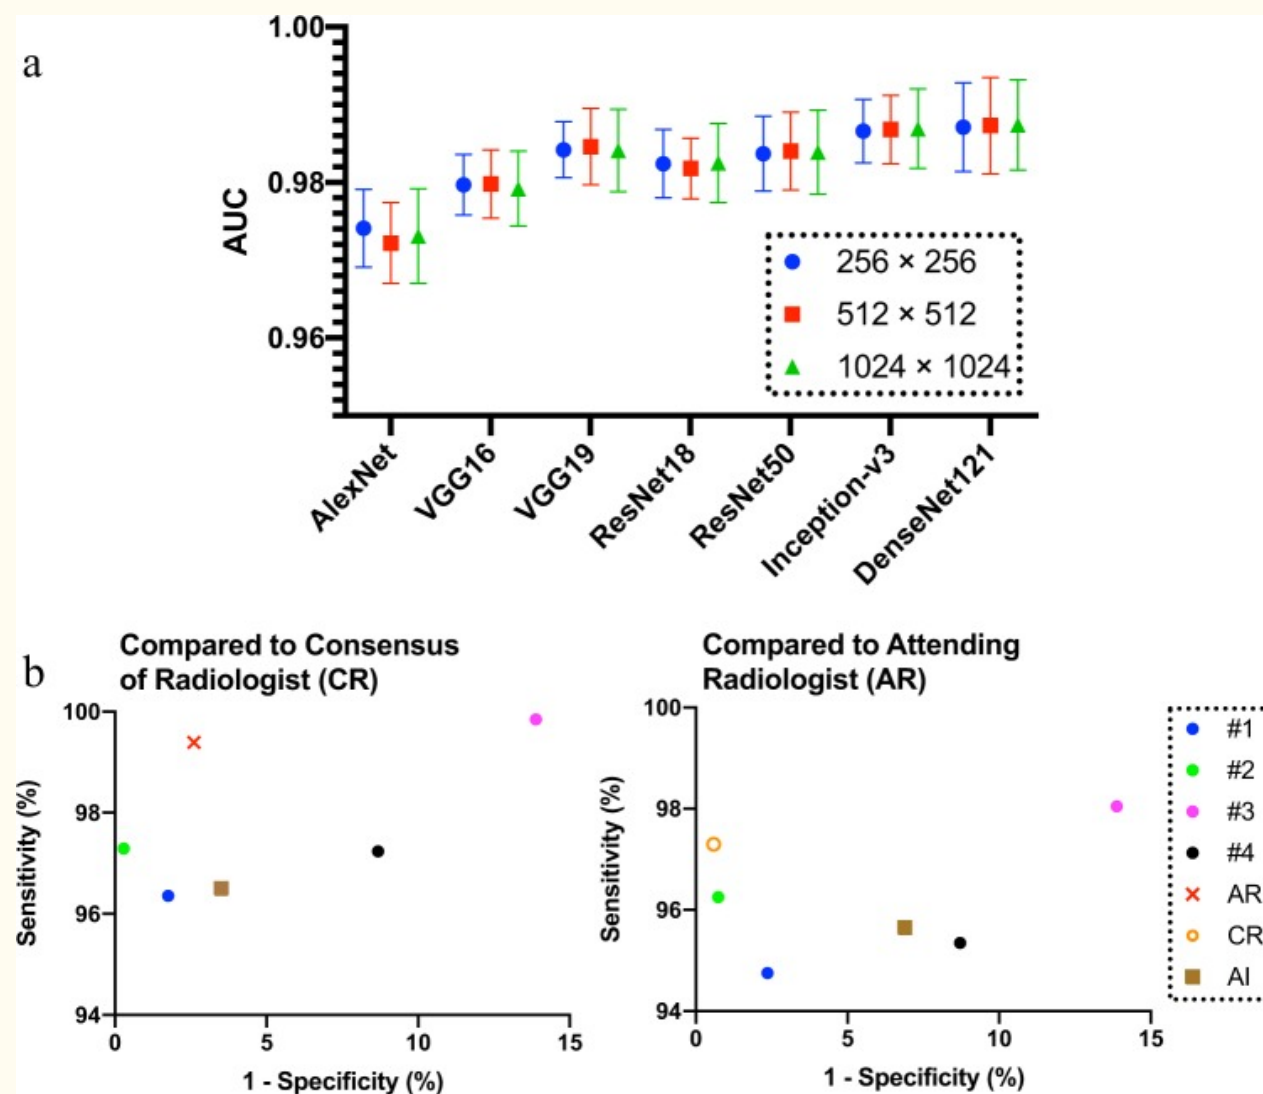 a
1.00
0.98
0.96
AUC
256 × 256
512 × 512
1024 × 1024
AlexNet
VGG16
VGG19
ResNet18
ResNet50
Inception-v3
DenseNet121
b
Compared to Consensus
of Radiologist (CR)
100
98
96
94
Sensitivity (%)
0
5
10
15
1 - Specificity (%)
Compared to Attending
Radiologist (AR)
100
98
96
94
Sensitivity (%)
0
5
10
15
1 - Specificity (%)
#1
#2
#3
#4
AR
CR
AI